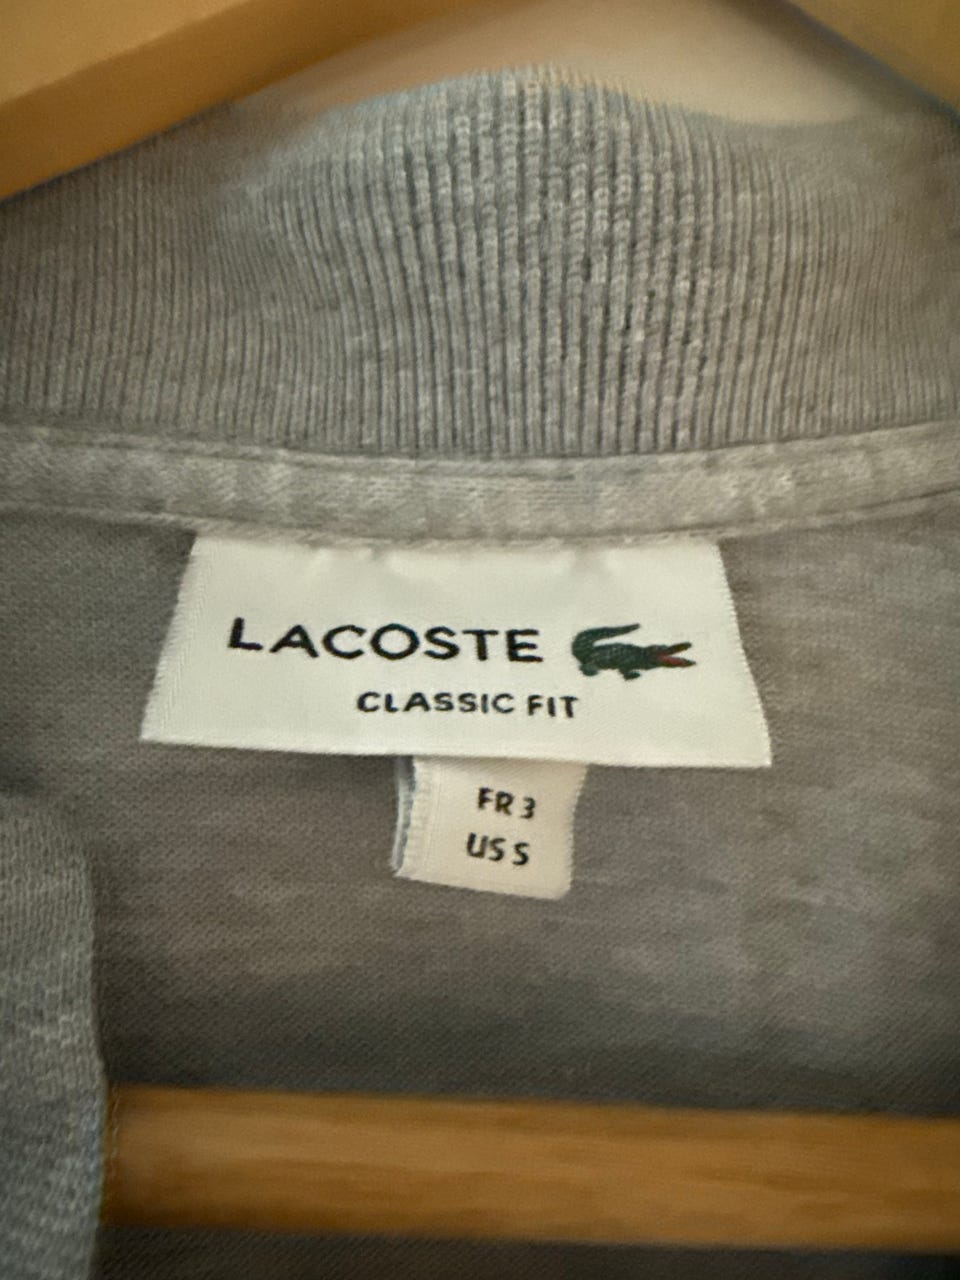 LACOSTE
CLASSIC FIT
FR 3
US S